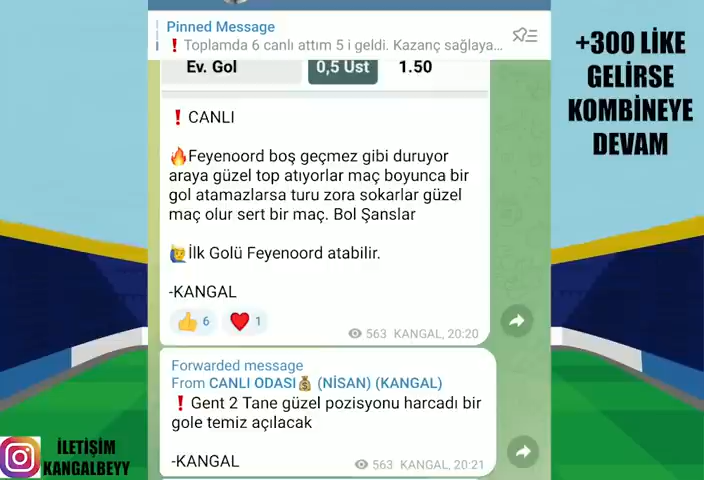 Pinned Message
❗ Toplamda 6 canlı attım 5 i geldi. Kazanç sağlaya...
Ev. Gol 0,5 Üst 1.50
❗ CANLI
🔥Feyenoord boş geçmez gibi duruyor
araya güzel top atıyorlar maç boyunca bir
gol atamazlarsa turu zora sokarlar güzel
maç olur sert bir maç. Bol Şanslar
🙋‍♂️İlk Golü Feyenoord atabilir.
-KANGAL
👍 6 ❤️ 1
563 KANGAL, 20:20
Forwarded message
From CANLI ODASI💰 (NİSAN) (KANGAL)
❗ Gent 2 Tane güzel pozisyonu harcadı bir
gole temiz açılacak
-KANGAL
563 KANGAL, 20:21
+300 LİKE
GELİRSE
KOMBİNEYE
DEVAM
İLETİŞİM
KANGALBEYY